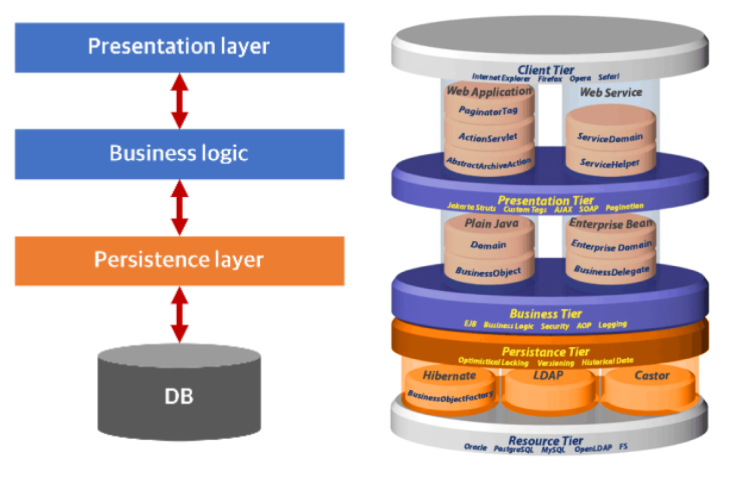 Presentation layer
Business logic
Persistence layer
DB
Client Tier
Internet Explorer Firefox Opera Safari
Web Application
PaginatorTag
ActionServlet
AbstractArchiveAction
Web Service
ServiceDomain
ServiceHelper
Presentation Tier
Jakarta Struts Custom Tags AJAX SOAP Pagination
Plain Java
Domain
BusinessObject
Enterprise Bean
Enterprise Domain
BusinessDelegate
Business Tier
EJB Business Logic Security AOP Logging
Persistance Tier
Optimistical Locking Versioning Historical Data
Hibernate
BusinessObjectFactory
LDAP
Castor
Resource Tier
Oracle PostgreSQL MySQL OpenLDAP FS